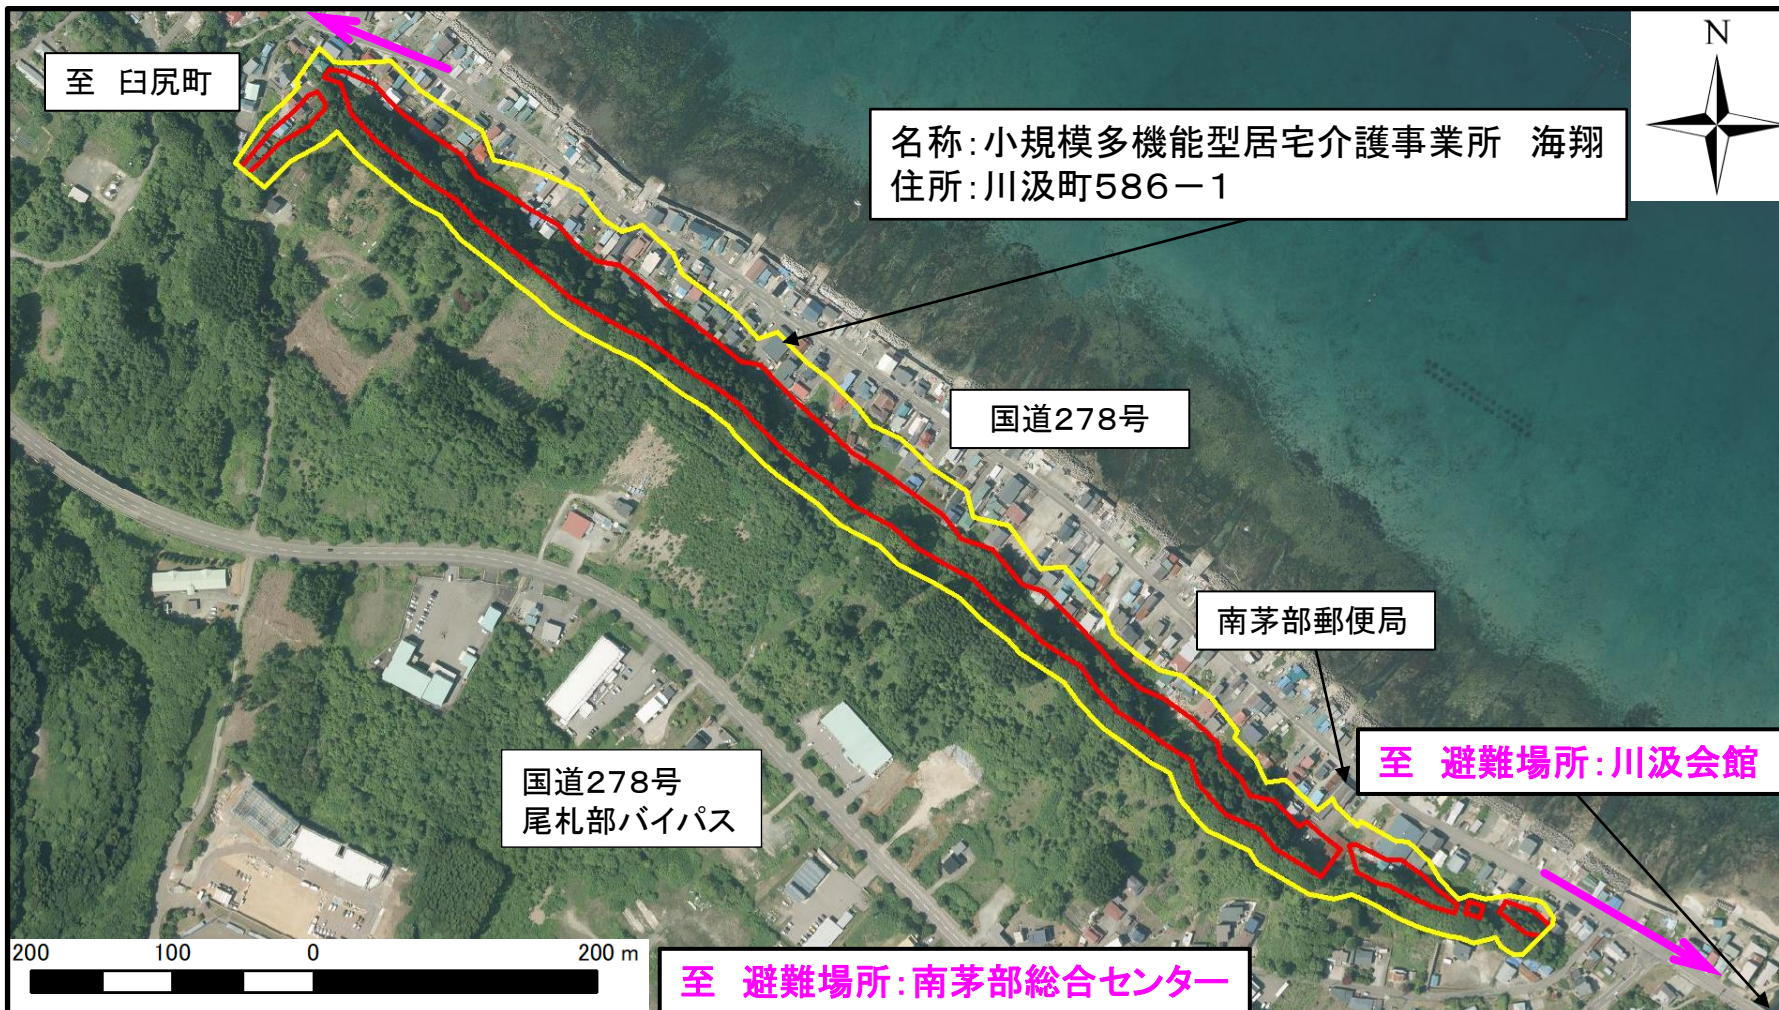 N
至　臼尻町
名称：小規模多機能型居宅介護事業所　海翔
住所：川汲町586－1
国道278号
南茅部郵便局
至　避難場所：川汲会館
国道278号
尾札部バイパス
200 100 0 200 m
至　避難場所：南茅部総合センター